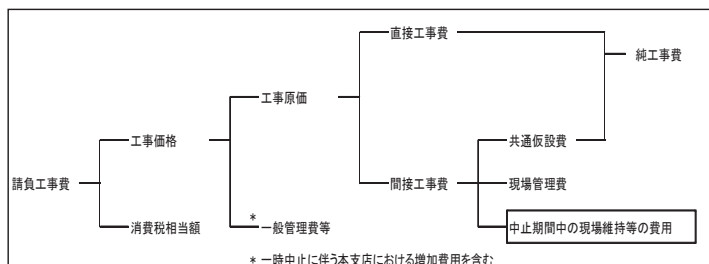 直接工事費
純工事費
工事原価
工事価格
共通仮設費
請負工事費
間接工事費
現場管理費
消費税相当額
*
一般管理費等
中止期間中の現場維持等の費用
* 一時中止に伴う本支店における増加費用を含む